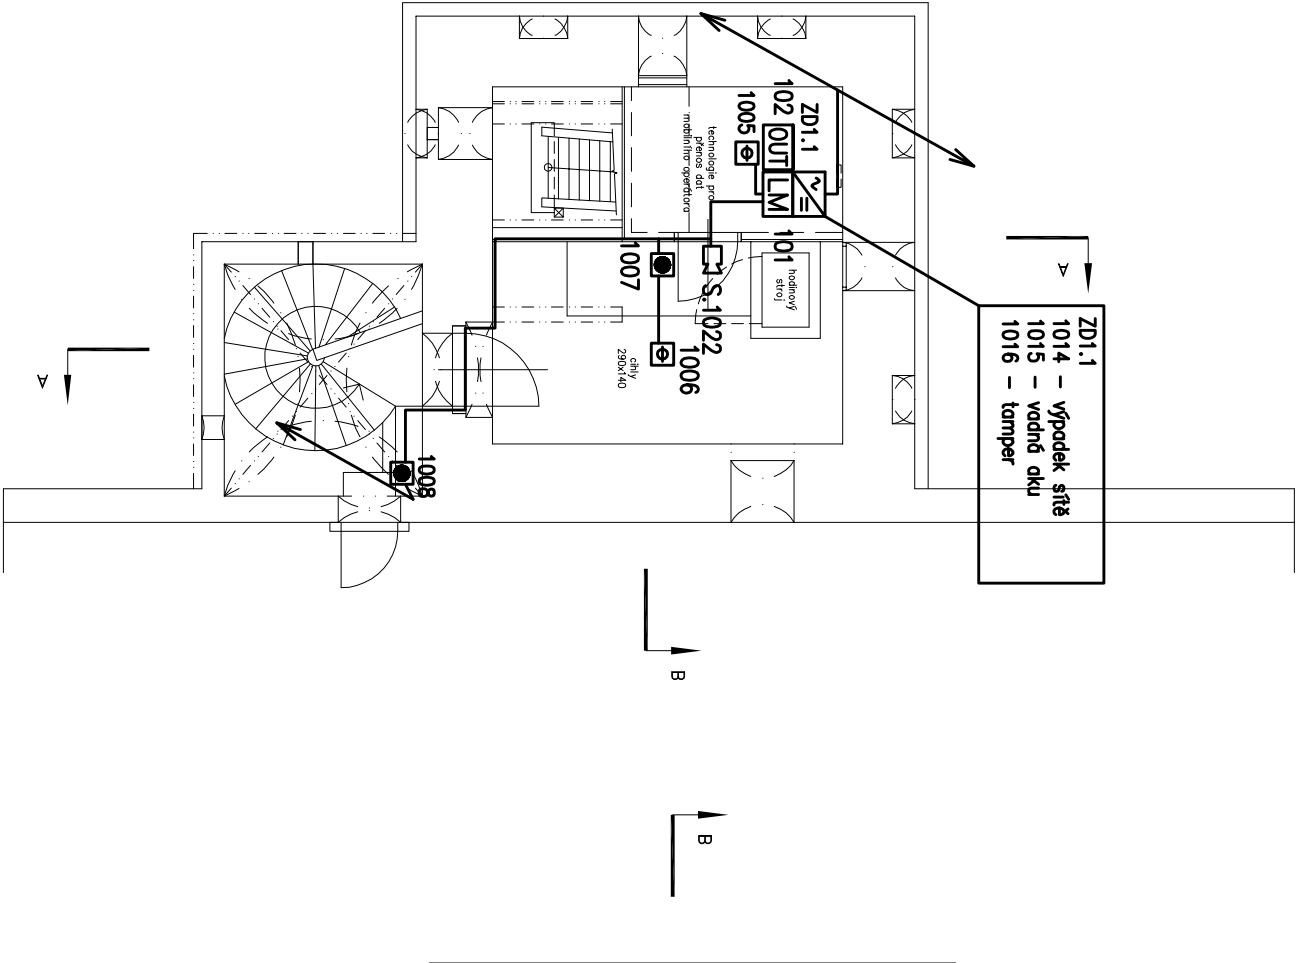 ZD1.1
102
OUT
LM
1005
101
technologie pro
přenos dat
mobilního operátora
hodinový
stroj
1007
S.1022
1006
cihly
290x140
1008
ZD1.1
1014 – výpadek sítě
1015 – vadná aku
1016 – tamper
A
A
B
B